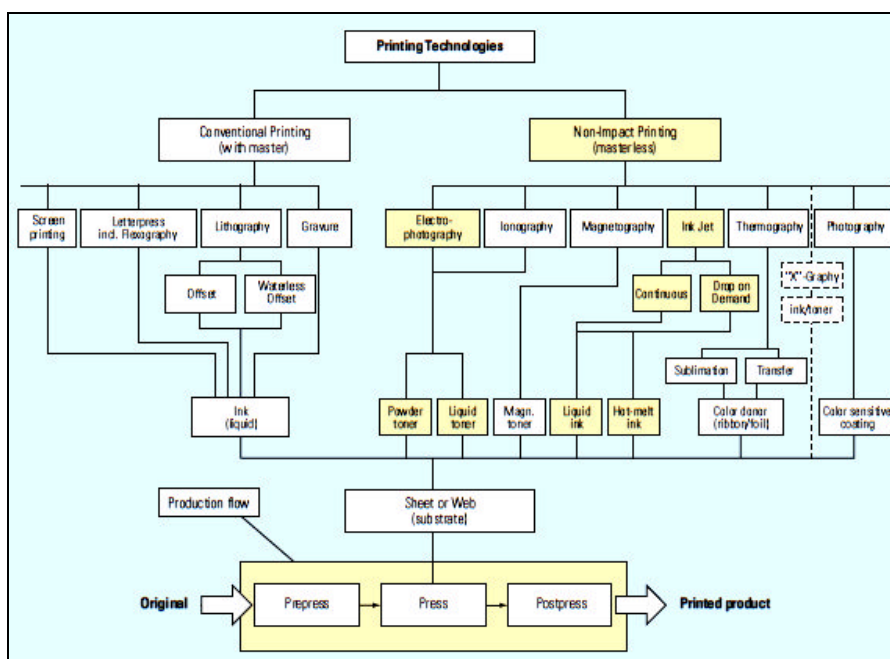 Printing Technologies
Conventional Printing
(with master)
Non-Impact Printing
(masterless)
Screen
printing
Letterpress
incl. Flexography
Lithography
Gravure
Electro-
photography
Ionography
Magnetography
Ink Jet
Thermography
Photography
Offset
Waterless
Offset
Continuous
Drop on
Demand
"X"-Graphy
ink/toner
Sublimation
Transfer
Ink
(liquid)
Powder
toner
Liquid
toner
Magn.
toner
Liquid
ink
Hot-melt
ink
Color donor
(ribbon/foil)
Color sensitive
coating
Production flow
Sheet or Web
(substrate)
Original
Prepress
Press
Postpress
Printed product